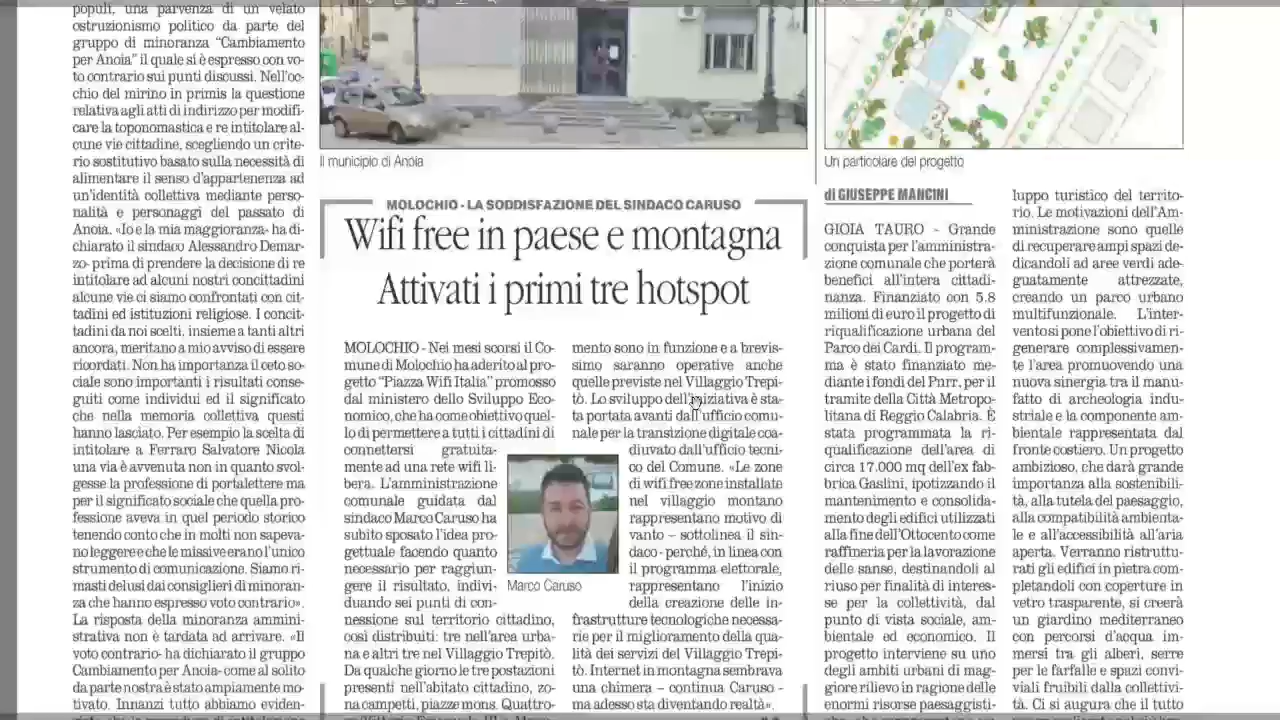 populi, una parvenza di un velato
ostruzionismo politico da parte del
gruppo di minoranza “Cambiamento
per Anoia” il quale si è espresso con vo-
to contrario sui punti discussi. Nell'oc-
chio del mirino in primis la questione
relativa agli atti di indirizzo per modifi-
care la toponomastica e re intitolare al-
cune vie cittadine, scegliendo un crite-
rio sostitutivo basato sulla necessità di
alimentare il senso d'appartenenza ad
un'identità collettiva mediante perso-
nalità e personaggi del passato di
Anoia. «Io e la mia maggioranza- ha di-
chiarato il sindaco Alessandro Demar-
zo- prima di prendere la decisione di re
intitolare ad alcuni nostri concittadini
alcune vie ci siamo confrontati con cit-
tadini ed istituzioni religiose. I concit-
tadini da noi scelti, insieme a tanti altri
ancora, meritano a mio avviso di essere
ricordati. Non ha importanza il ceto so-
ciale sono importanti i risultati conse-
guiti come individui ed il significato
che nella memoria collettiva questi
hanno lasciato. Per esempio la scelta di
intitolare a Ferraro Salvatore Nicola
una via è avvenuta non in quanto svol-
gesse la professione di portalettere ma
per il significato sociale che quella pro-
fessione aveva in quel periodo storico
tenendo conto che in molti non sapeva-
no leggere e che le missive erano l'unico
strumento di comunicazione. Siamo ri-
masti delusi dai consiglieri di minoran-
za che hanno espresso voto contrario».
La risposta della minoranza ammini-
strativa non è tardata ad arrivare. «Il
voto contrario- ha dichiarato il gruppo
Cambiamento per Anoia- come al solito
da parte nostra è stato ampiamente mo-
tivato. Innanzi tutto abbiamo eviden-
Il municipio di Anoia
MOLOCHIO - LA SODDISFAZIONE DEL SINDACO CARUSO
Wifi free in paese e montagna
Attivati i primi tre hotspot
MOLOCHIO - Nei mesi scorsi il Co-
mune di Molochio ha aderito al pro-
getto “Piazza Wifi Italia” promosso
dal ministero dello Sviluppo Eco-
nomico, che ha come obiettivo quel-
lo di permettere a tutti i cittadini di
connettersi gratuita-
mente ad una rete wifi li-
bera. L'amministrazione
comunale guidata dal
sindaco Marco Caruso ha
subito sposato l'idea pro-
gettuale facendo quanto
necessario per raggiun-
gere il risultato, indivi-
duando sei punti di con-
nessione sul territorio cittadino,
così distribuiti: tre nell'area urba-
na e altri tre nel Villaggio Trepitò.
Da qualche giorno le tre postazioni
presenti nell'abitato cittadino, zo-
na campetti, piazze mons. Quattro-
Marco Caruso
mento sono in funzione e a brevis-
simo saranno operative anche
quelle previste nel Villaggio Trepi-
tò. Lo sviluppo dell'iniziativa è sta-
ta portata avanti dall'ufficio comu-
nale per la transizione digitale coa-
diuvato dall'ufficio tecni-
co del Comune. «Le zone
di wifi free zone installate
nel villaggio montano
rappresentano motivo di
vanto – sottolinea il sin-
daco - perché, in linea con
il programma elettorale,
rappresentano l'inizio
della creazione delle in-
frastrutture tecnologiche necessa-
rie per il miglioramento della qua-
lità dei servizi del Villaggio Trepi-
tò. Internet in montagna sembrava
una chimera – continua Caruso -
ma adesso sta diventando realtà».
Un particolare del progetto
di GIUSEPPE MANCINI
GIOIA TAURO - Grande
conquista per l'amministra-
zione comunale che porterà
benefici all'intera cittadi-
nanza. Finanziato con 5.8
milioni di euro il progetto di
riqualificazione urbana del
Parco dei Cardi. Il program-
ma è stato finanziato me-
diante i fondi del Pnrr, per il
tramite della Città Metropo-
litana di Reggio Calabria. È
stata programmata la ri-
qualificazione dell'area di
circa 17.000 mq dell'ex fab-
brica Gaslini, ipotizzando il
mantenimento e consolida-
mento degli edifici utilizzati
alla fine dell'Ottocento come
raffineria per la lavorazione
delle sanse, destinandoli al
riuso per finalità di interes-
se per la collettività, dal
punto di vista sociale, am-
bientale ed economico. Il
progetto interviene su uno
degli ambiti urbani di mag-
giore rilievo in ragione delle
enormi risorse paesaggisti-
luppo turistico del territo-
rio. Le motivazioni dell'Am-
ministrazione sono quelle
di recuperare ampi spazi de-
dicandoli ad aree verdi ade-
guatamente attrezzate,
creando un parco urbano
multifunzionale. L'inter-
vento si pone l'obiettivo di ri-
generare complessivamen-
te l'area promuovendo una
nuova sinergia tra il manu-
fatto di archeologia indu-
striale e la componente am-
bientale rappresentata dal
fronte costiero. Un progetto
ambizioso, che darà grande
importanza alla sostenibili-
tà, alla tutela del paesaggio,
alla compatibilità ambienta-
le e all'accessibilità all'aria
aperta. Verranno ristruttu-
rati gli edifici in pietra com-
pletandoli con coperture in
vetro trasparente, si creerà
un giardino mediterraneo
con percorsi d'acqua im-
mersi tra gli alberi, serre
per le farfalle e spazi convi-
viali fruibili dalla collettivi-
tà. Ci si augura che il tutto